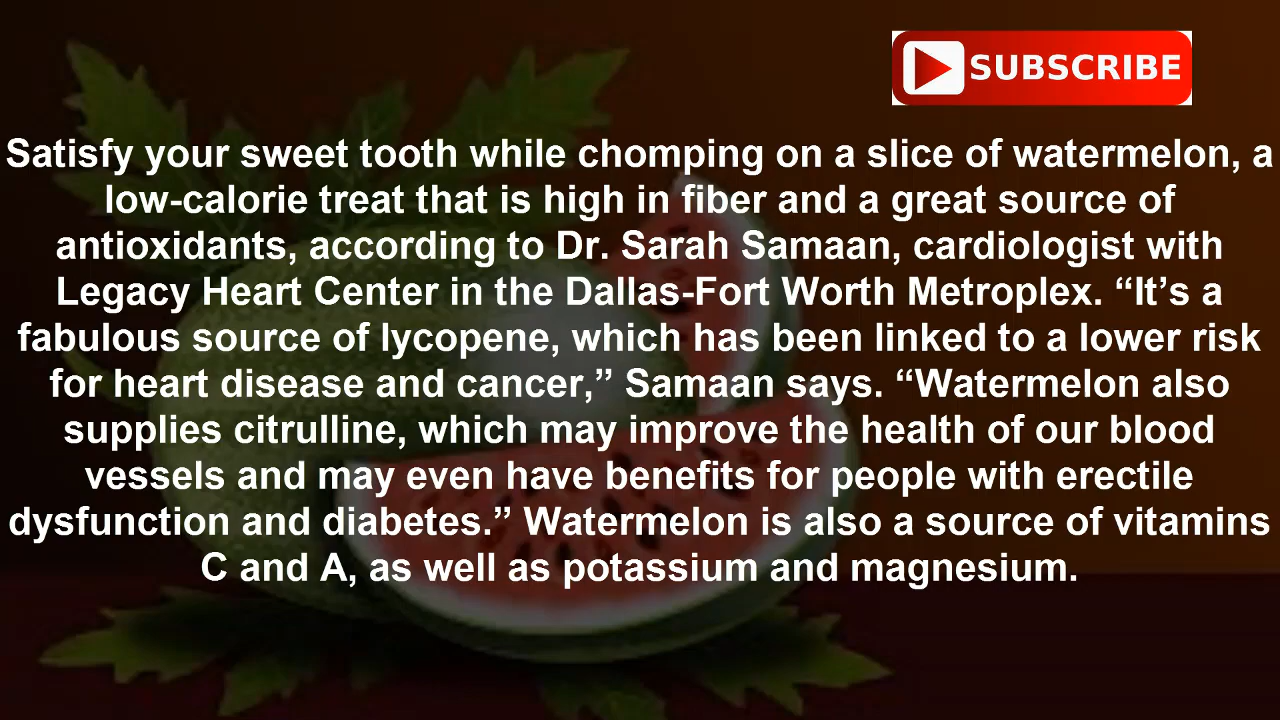 SUBSCRIBE
Satisfy your sweet tooth while chomping on a slice of watermelon, a
low-calorie treat that is high in fiber and a great source of
antioxidants, according to Dr. Sarah Samaan, cardiologist with
Legacy Heart Center in the Dallas-Fort Worth Metroplex. “It’s a
fabulous source of lycopene, which has been linked to a lower risk
for heart disease and cancer,” Samaan says. “Watermelon also
supplies citrulline, which may improve the health of our blood
vessels and may even have benefits for people with erectile
dysfunction and diabetes.” Watermelon is also a source of vitamins
C and A, as well as potassium and magnesium.